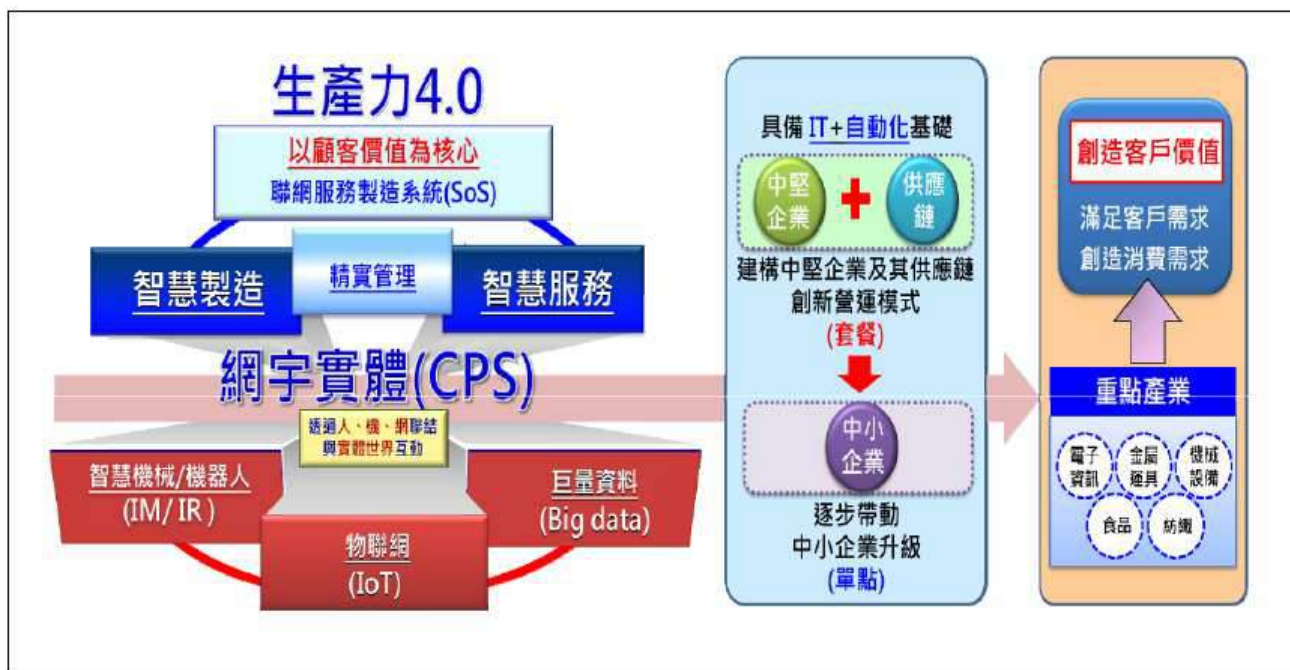 生產力4.0
以顧客價值為核心
聯網服務製造系統(SoS)
智慧製造
精實管理
智慧服務
網宇實體(CPS)
透過人、機、網聯結
與實體世界互動
智慧機械/機器人
(IM/ IR )
物聯網
(IoT)
巨量資料
(Big data)
具備 IT+自動化基礎
中堅
企業
供應
鏈
建構中堅企業及其供應鏈
創新營運模式
(套餐)
中小
企業
逐步帶動
中小企業升級
(單點)
創造客戶價值
滿足客戶需求
創造消費需求
重點產業
電子
資訊
金屬
運具
機械
設備
食品
紡織